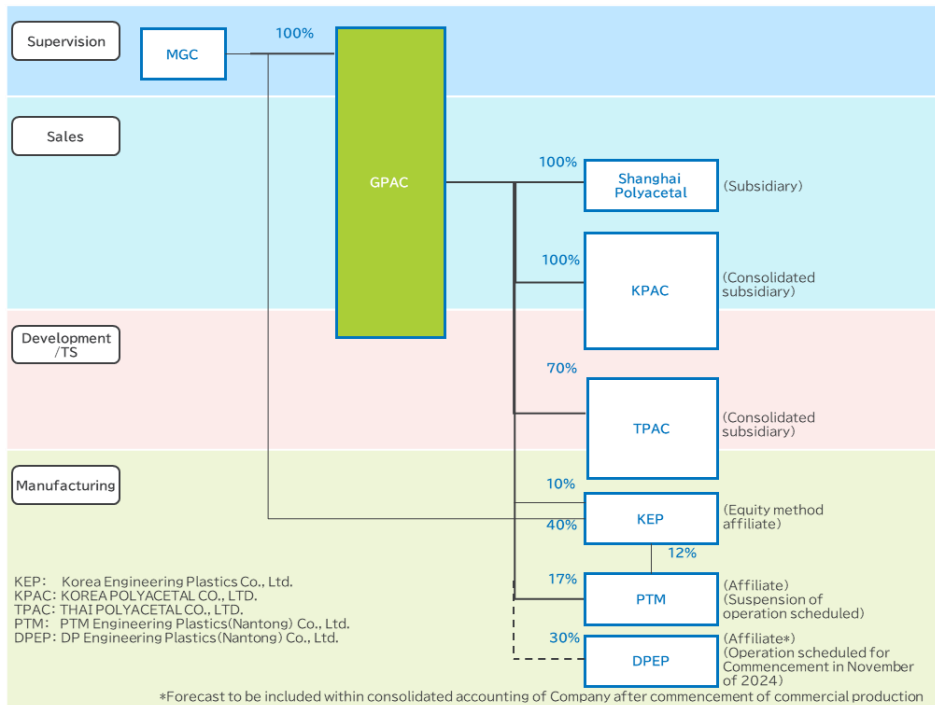 Supervision
MGC
100%
Sales
GPAC
100%
Shanghai
Polyacetal
(Subsidiary)
100%
KPAC
(Consolidated
subsidiary)
Development
/TS
70%
TPAC
(Consolidated
subsidiary)
Manufacturing
10%
40%
KEP
(Equity method
affiliate)
12%
17%
PTM
(Affiliate)
(Suspension of
operation scheduled)
30%
DPEP
(Affiliate*)
(Operation scheduled for
Commencement in November
of 2024)
KEP: Korea Engineering Plastics Co., Ltd.
KPAC: KOREA POLYACETAL CO., LTD.
TPAC: THAI POLYACETAL CO., LTD.
PTM: PTM Engineering Plastics(Nantong) Co., Ltd.
DPEP: DP Engineering Plastics(Nantong) Co., Ltd.
*Forecast to be included within consolidated accounting of Company after commencement of commercial production